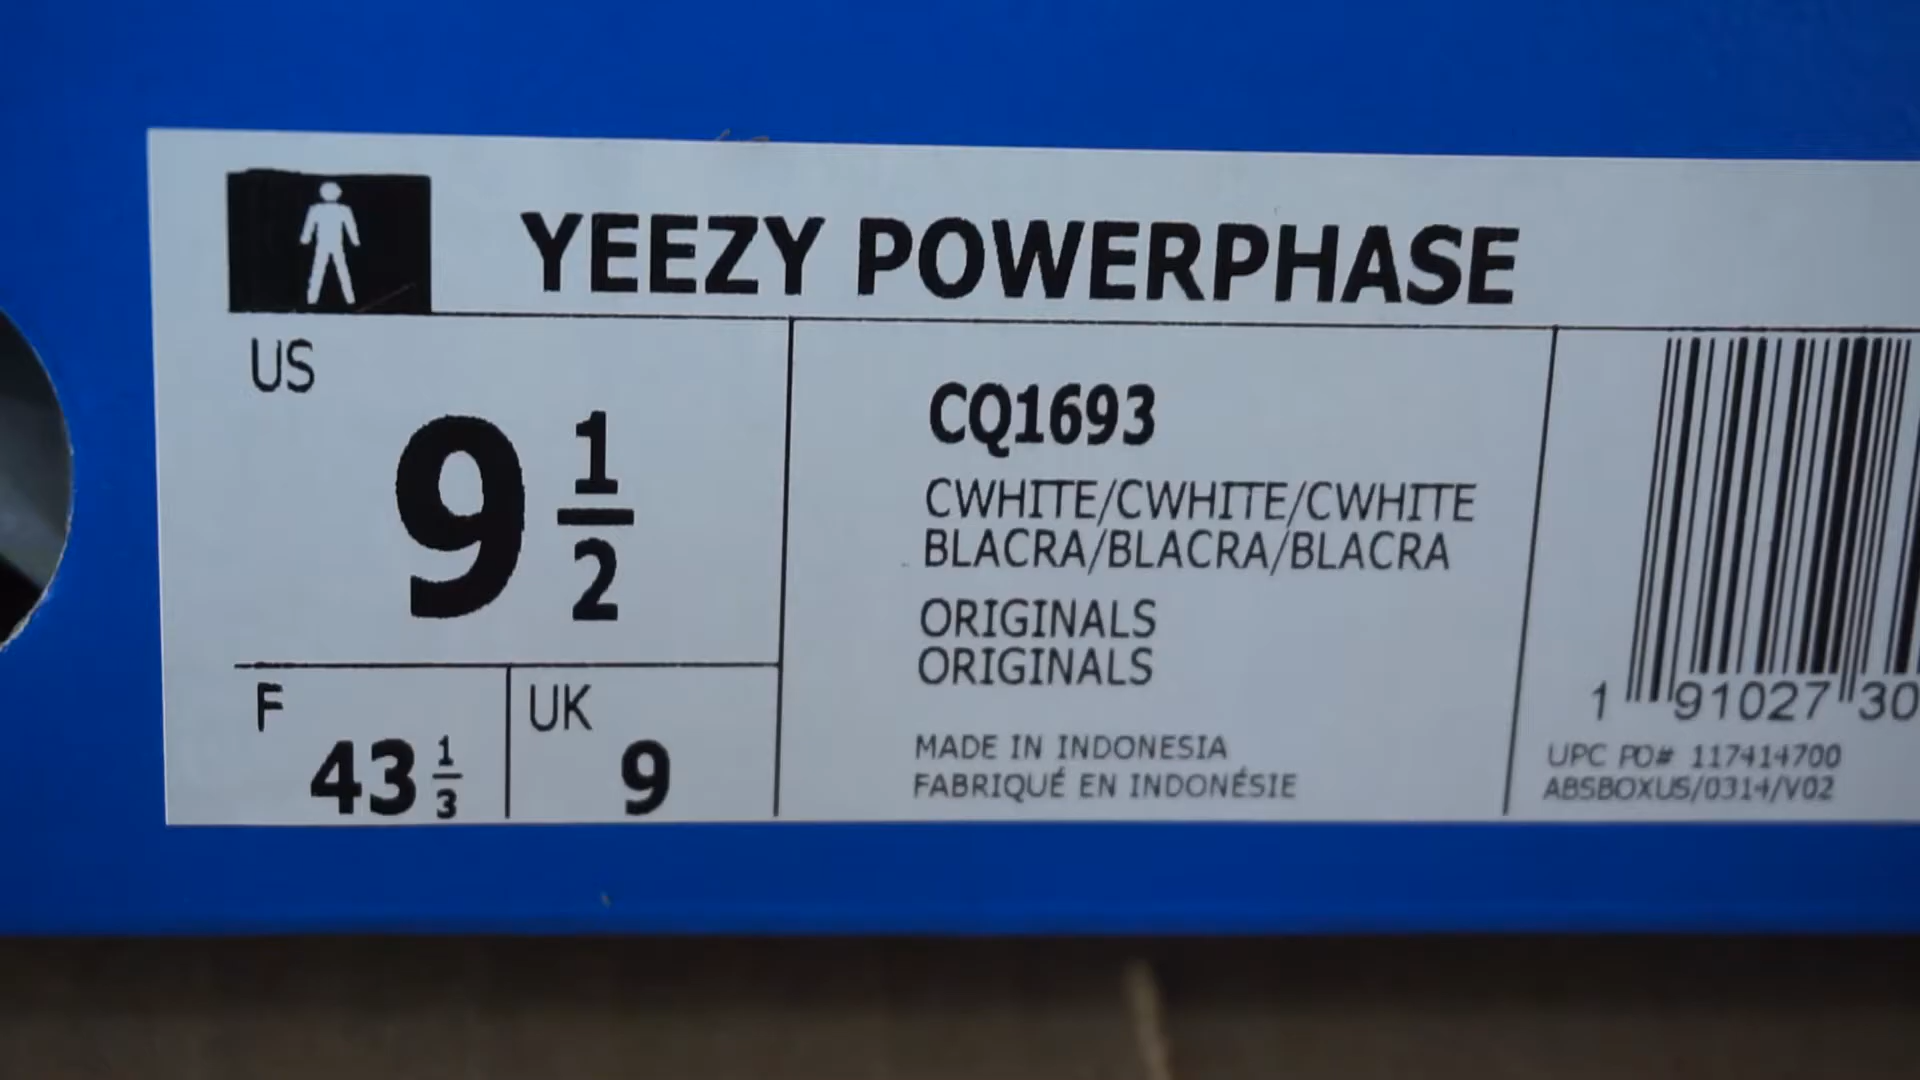 YEEZY POWERPHASE
US
9 1/2
F
43 1/3
UK
9
CQ1693
CWHITE/CWHITE/CWHITE
BLACRA/BLACRA/BLACRA
ORIGINALS
ORIGINALS
MADE IN INDONESIA
FABRIQUÉ EN INDONÉSIE
1 91027 30
UPC PO# 117414700
ABSBOXUS/0314/V02